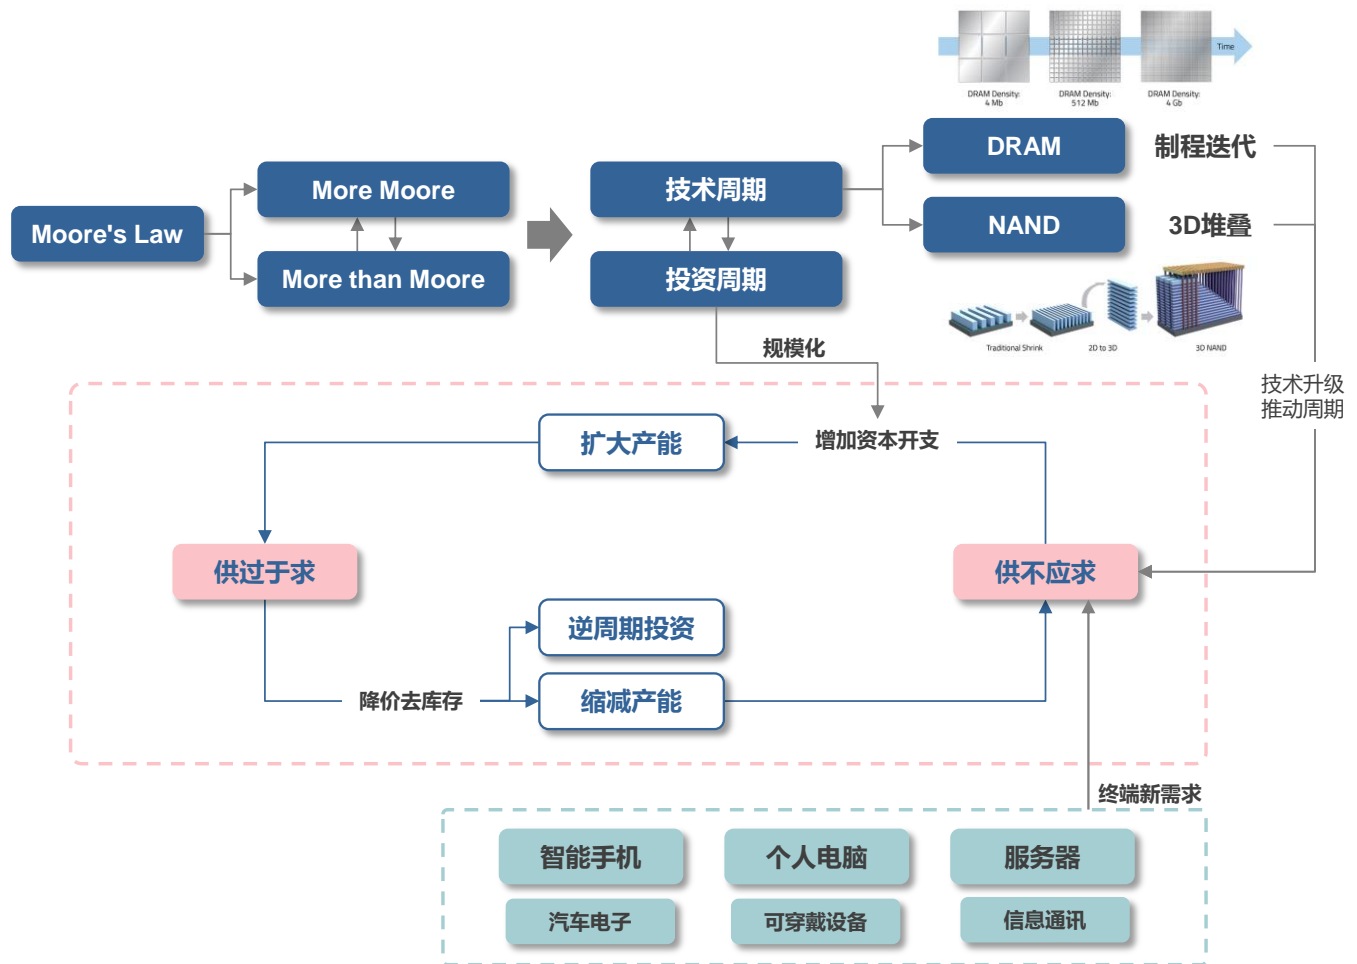 Time
DRAM Density:
4 Mb
DRAM Density:
512 Mb
DRAM Density:
4 Gb
DRAM
制程迭代
More Moore
技术周期
Moore's Law
NAND
3D堆叠
More than Moore
投资周期
Traditional Shrink
2D to 3D
3D NAND
规模化
技术升级
推动周期
扩大产能
增加资本开支
供过于求
供不应求
逆周期投资
降价去库存
缩减产能
终端新需求
智能手机
个人电脑
服务器
汽车电子
可穿戴设备
信息通讯